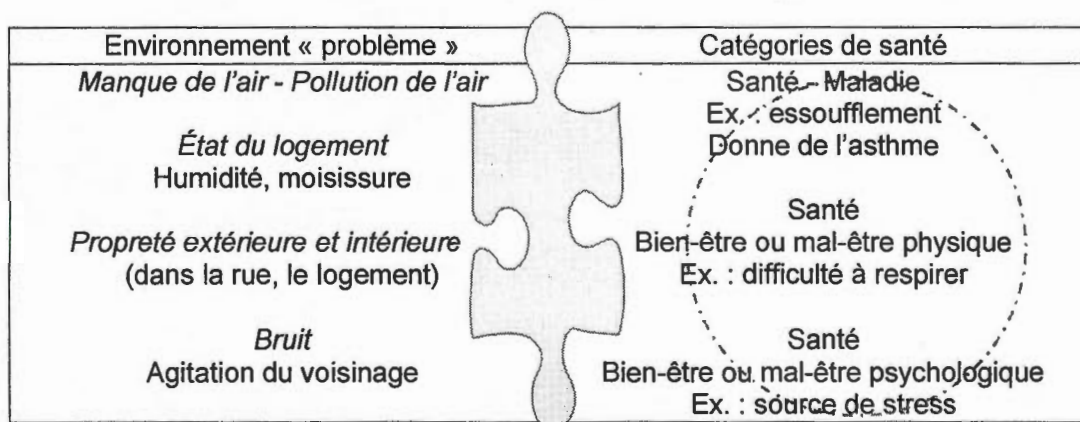 Environnement « problème »
Manque de l'air - Pollution de l'air
État du logement
Humidité, moisissure
Propreté extérieure et intérieure
(dans la rue, le logement)
Bruit
Agitation du voisinage
Catégories de santé
Santé - Maladie
Ex. : essoufflement
Donne de l'asthme
Santé
Bien-être ou mal-être physique
Ex. : difficulté à respirer
Santé
Bien-être ou mal-être psychologique
Ex. : source de stress